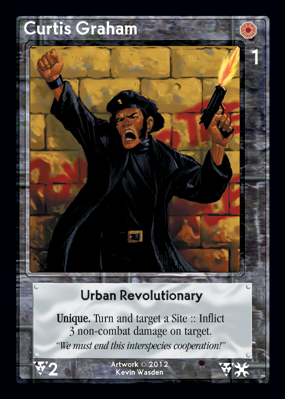 Curtis Graham
1
Urban Revolutionary
Unique. Turn and target a Site :: Inflict
3 non-combat damage on target.
"We must end this interspecies cooperation!"
2
Artwork © 2012
Kevin Wasden